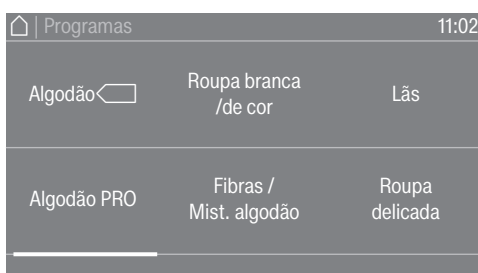 | Programas
11:02
Algodão
Roupa branca
/de cor
Lãs
Algodão PRO
Fibras /
Mist. algodão
Roupa
delicada